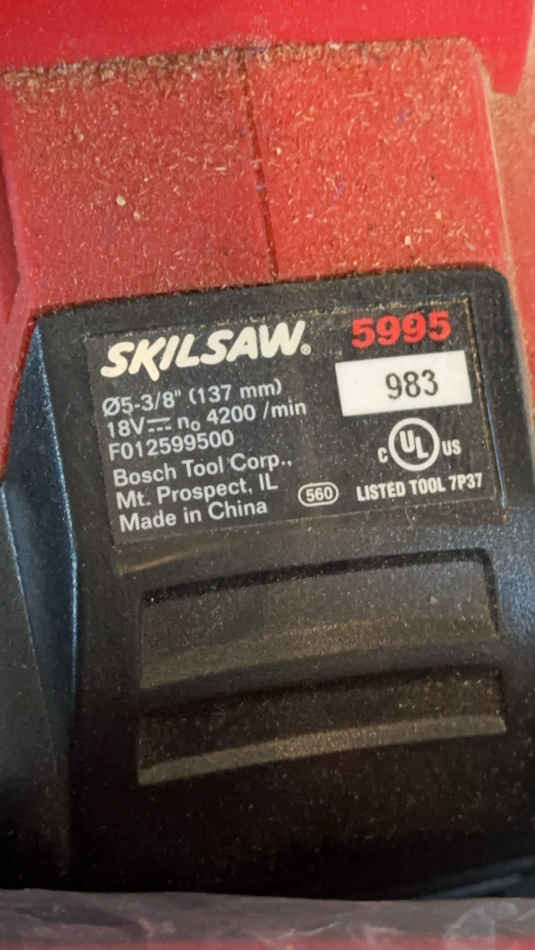 SKILSAW®
5995
Ø5-3/8" (137 mm)
18V⎓ n₀ 4200 /min
F012599500
983
Bosch Tool Corp.,
Mt. Prospect, IL
Made in China
560
C UL US
LISTED TOOL 7P37